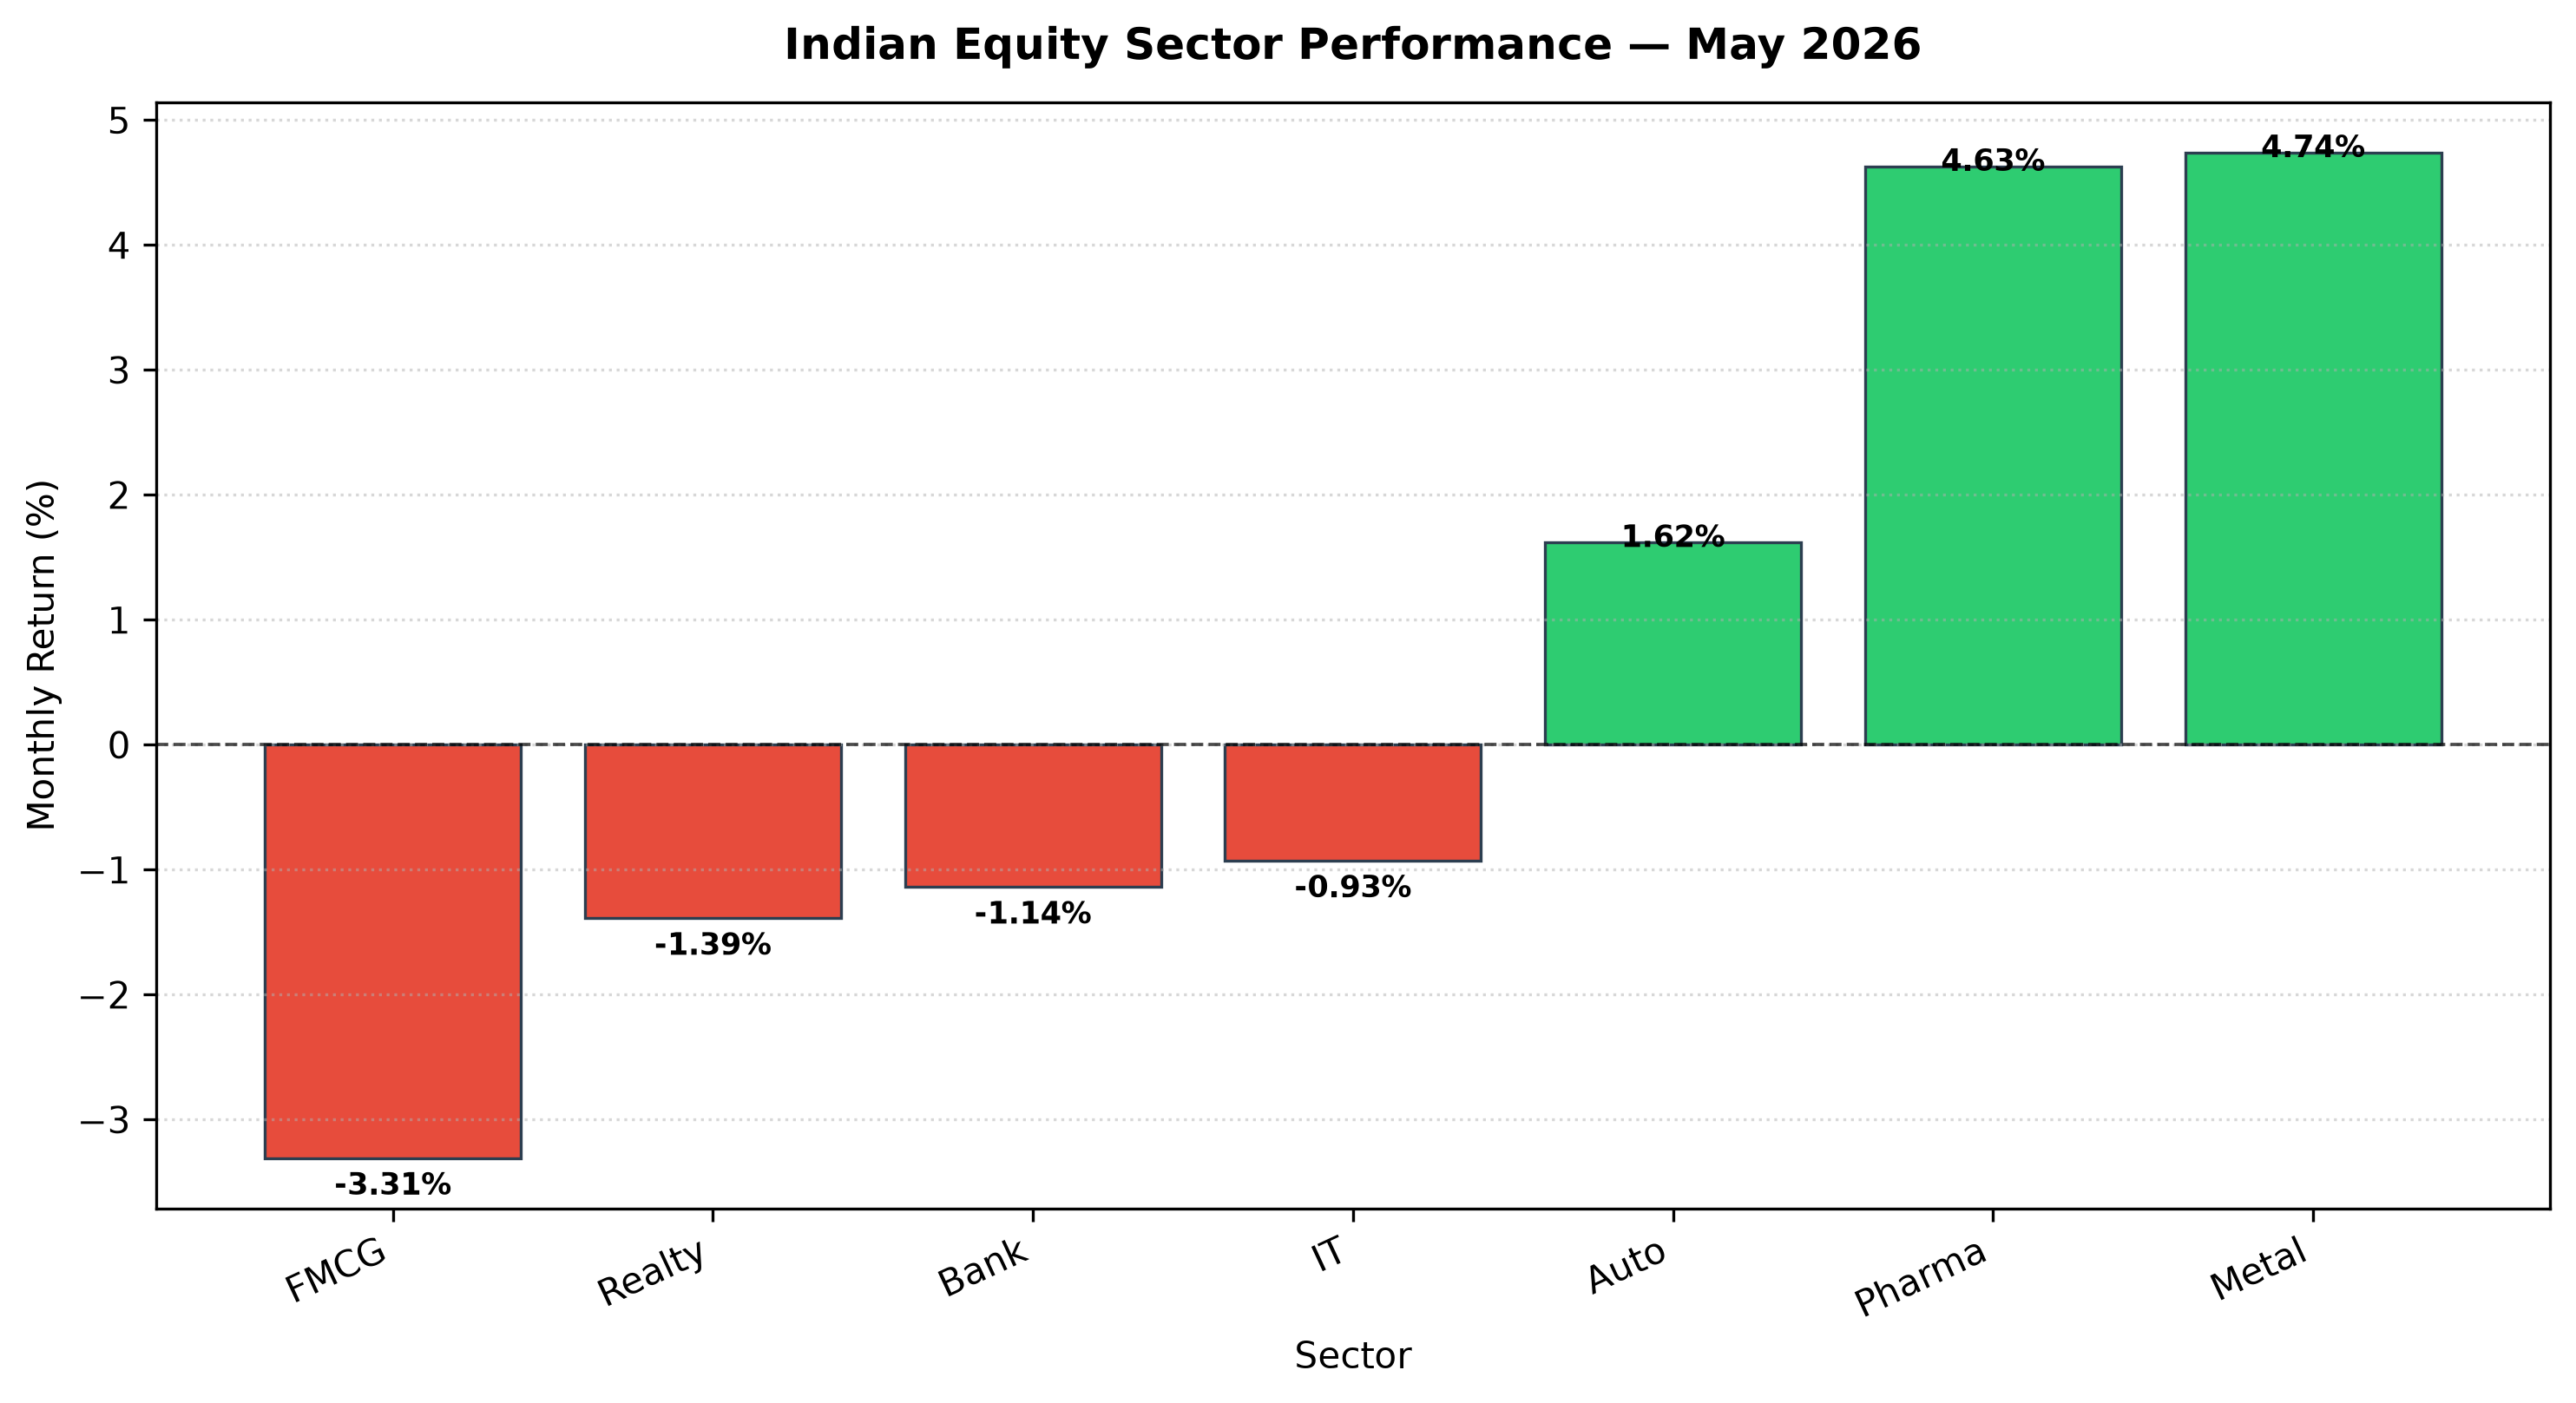 Indian Equity Sector Performance — May 2026
Monthly Return (%)
5
4
3
2
1
0
−1
−2
−3
-3.31%
-1.39%
-1.14%
-0.93%
1.62%
4.63%
4.74%
FMCG
Realty
Bank
IT
Auto
Pharma
Metal
Sector